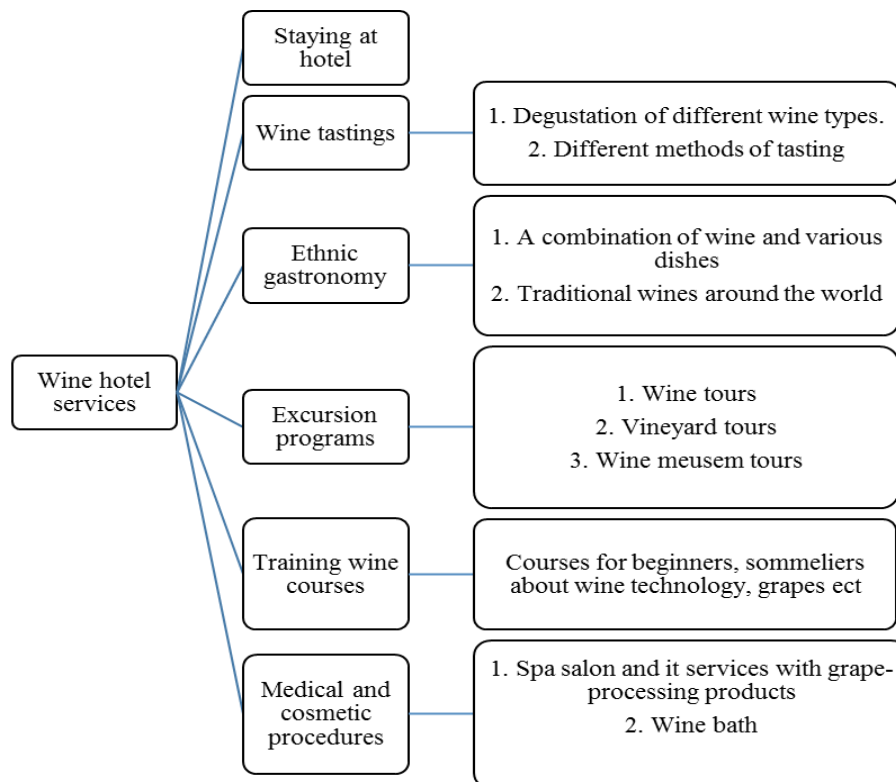 Staying at
hotel
Wine tastings
1. Degustation of different wine types.
2. Different methods of tasting
Ethnic
gastronomy
1. A combination of wine and various
dishes
2. Traditional wines around the world
Wine hotel
services
Excursion
programs
1. Wine tours
2. Vineyard tours
3. Wine meusem tours
Training wine
courses
Courses for beginners, sommeliers
about wine technology, grapes ect
Medical and
cosmetic
procedures
1. Spa salon and it services with grape-
processing products
2. Wine bath